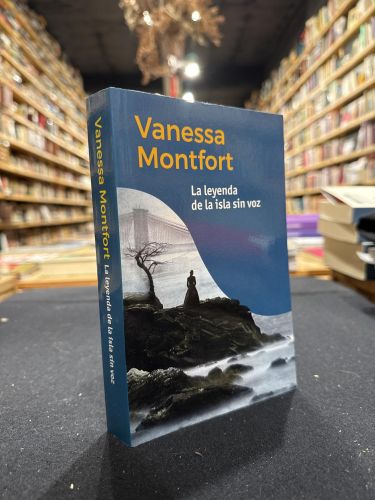 Vanessa
Montfort
La leyenda
de la isla sin voz
Vanessa Montfort La leyenda de la isla sin voz